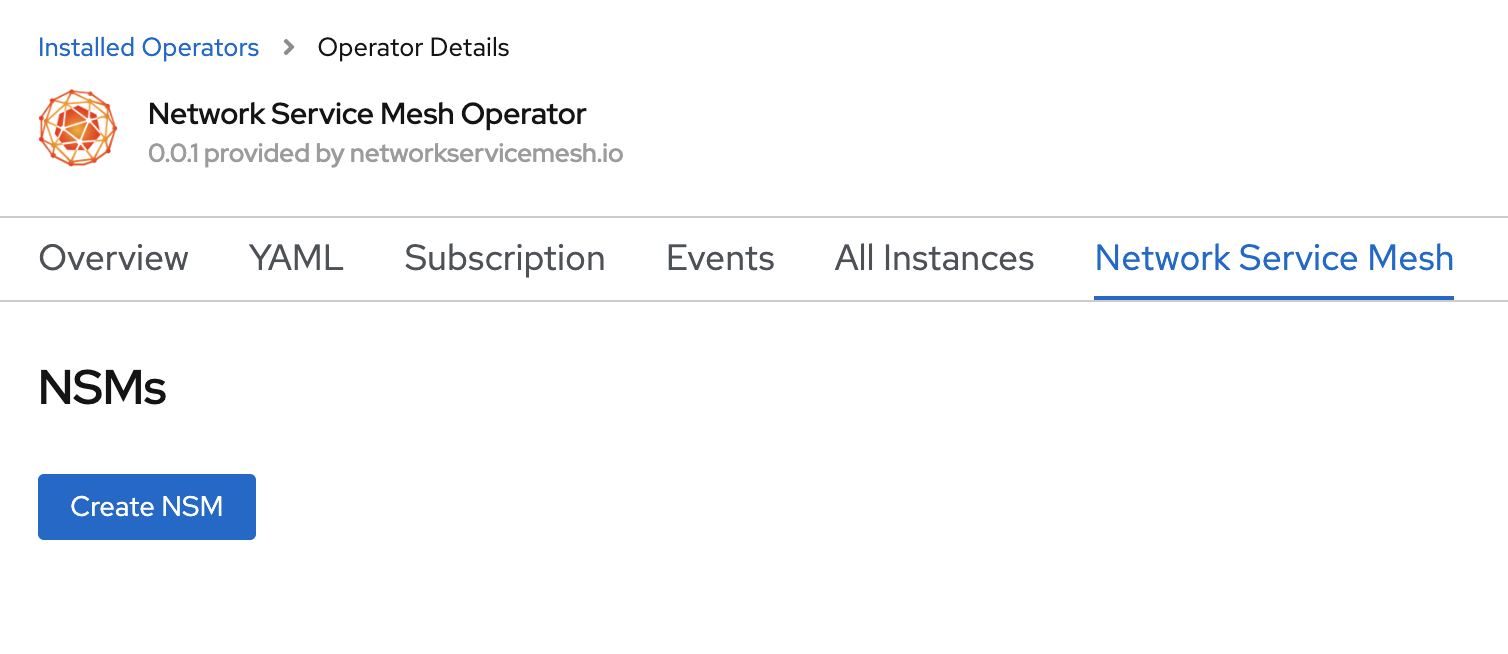 Installed Operators > Operator Details
Network Service Mesh Operator
0.0.1 provided by networkservicemesh.io
Overview YAML Subscription Events All Instances Network Service Mesh
NSMs
Create NSM